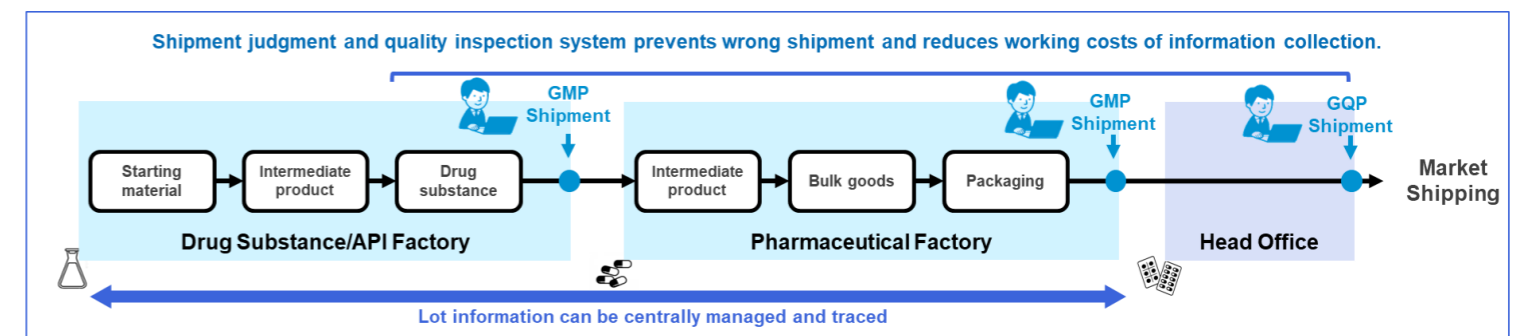 Shipment judgment and quality inspection system prevents wrong shipment and reduces working costs of information collection.
GMP
Shipment
GMP
Shipment
GQP
Shipment
Starting
material
Intermediate
product
Drug
substance
Intermediate
product
Bulk goods
Packaging
Market
Shipping
Drug Substance/API Factory
Pharmaceutical Factory
Head Office
Lot information can be centrally managed and traced